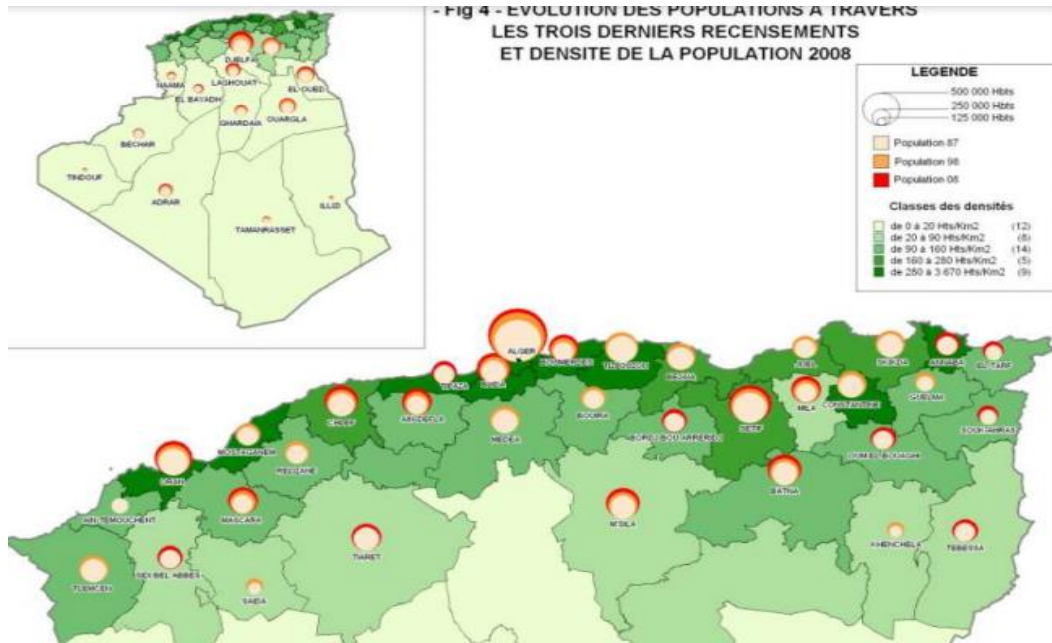 - Fig 4 - EVOLUTION DES POPULATIONS A TRAVERS
LES TROIS DERNIERS RECENSEMENTS
ET DENSITE DE LA POPULATION 2008
LEGENDE
500 000 Hbts
250 000 Hbts
125 000 Hbts
Population 87
Population 98
Population 08
Classes des densités
de 0 à 20 Hts/Km2 (12)
de 20 à 90 Hts/Km2 (8)
de 90 à 160 Hts/Km2 (14)
de 160 à 280 Hts/Km2 (5)
de 280 à 3 670 Hts/Km2 (9)
DJELFA
NAAMA
LAGHOUAT
EL OUED
EL BAYADH
GHARDAIA
OUARGLA
BECHAR
TINDOUF
ADRAR
ILLIZI
TAMANRASSET
ALGER
BOUMERDES
TIZI OUZOU
BEJAIA
JIJEL
SKIKDA
ANNABA
EL TARF
TIPAZA
BLIDA
CHLEF
AIN DEFLA
MEDEA
BOUIRA
BORDJ BOU ARRERIDJ
SETIF
MILA
CONSTANTINE
GUELMA
SOUK AHRAS
MOSTAGANEM
ORAN
RELIZANE
OUM EL BOUAGHI
BATNA
AIN-TEMOUCHENT
MASCARA
M'SILA
KHENCHELA
TEBESSA
TLEMCEN
SIDI BEL ABBES
SAIDA
TIARET